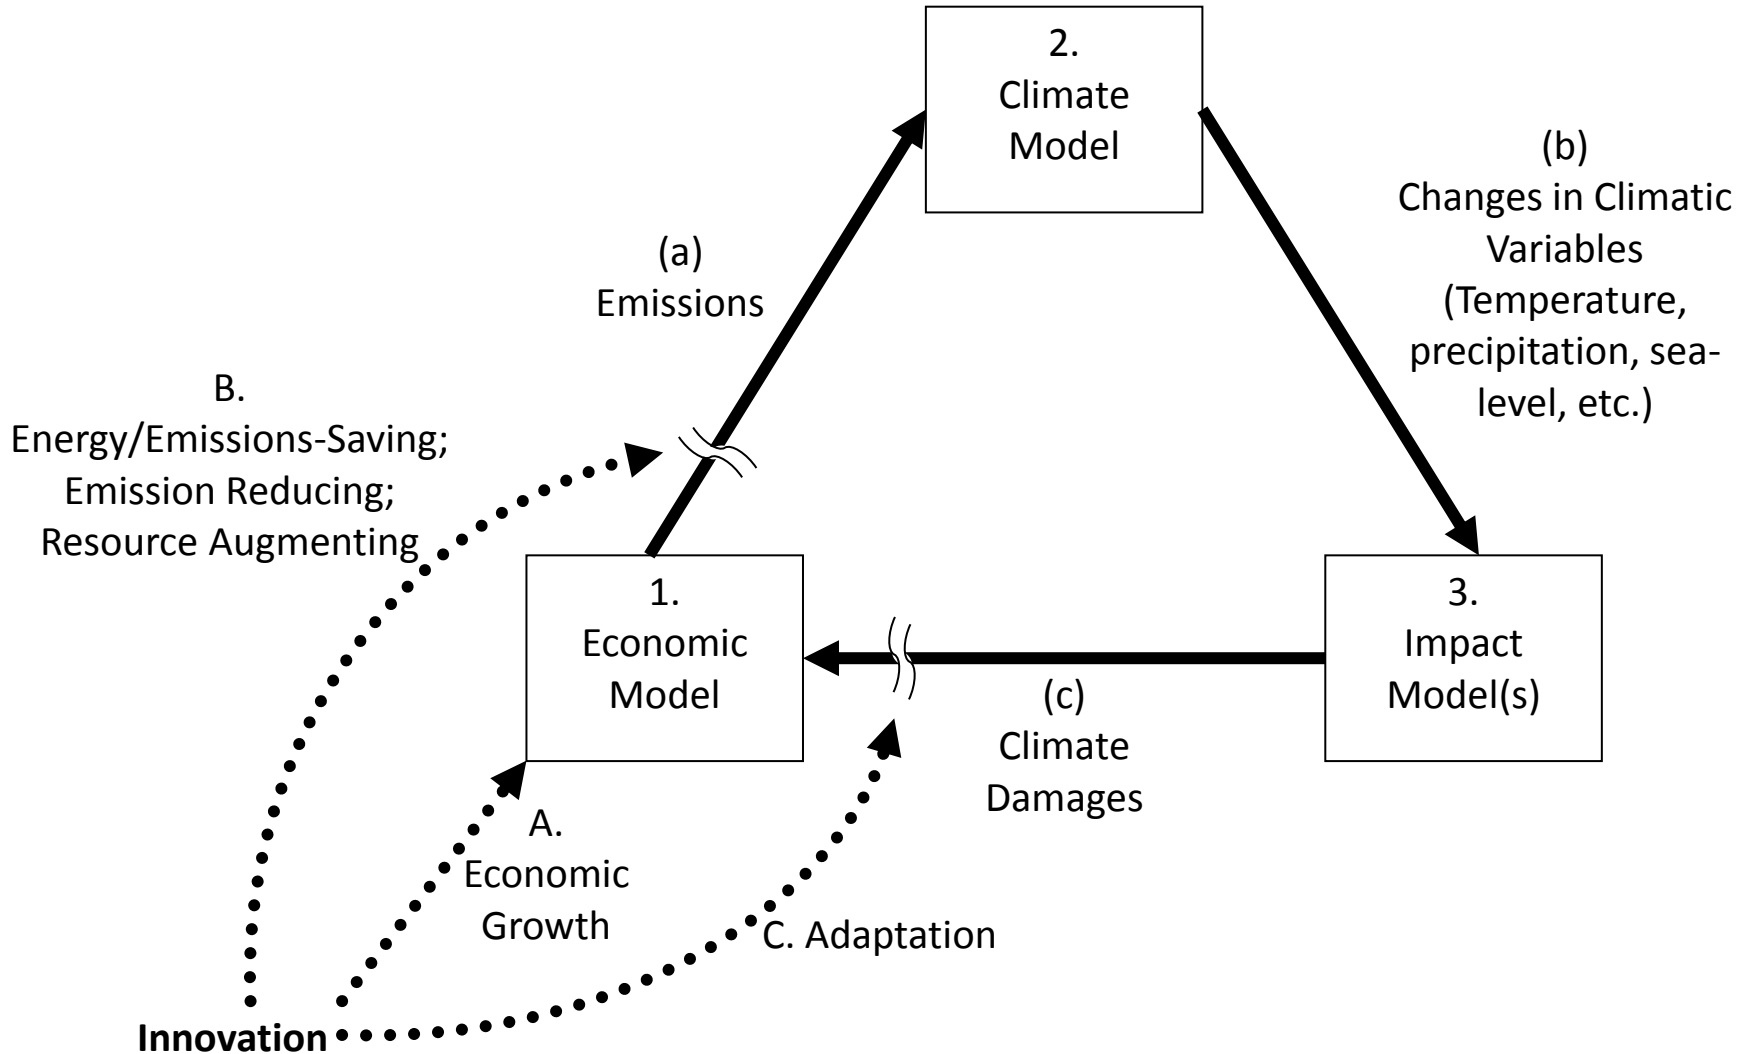 2.
Climate
Model
(b)
Changes in Climatic
Variables
(Temperature,
precipitation, sea-
level, etc.)
(a)
Emissions
B.
Energy/Emissions-Saving;
Emission Reducing;
Resource Augmenting
1.
Economic
Model
3.
Impact
Model(s)
(c)
Climate
Damages
A.
Economic
Growth
C. Adaptation
Innovation